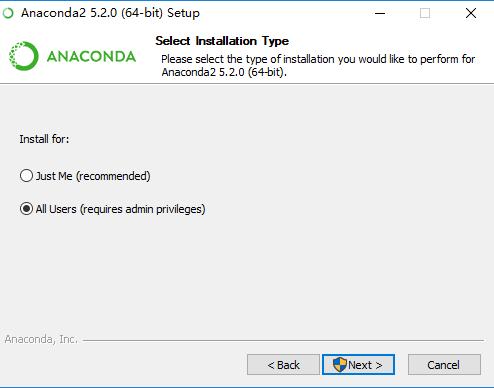 Anaconda2 5.2.0 (64-bit) Setup
ANACONDA
Select Installation Type
Please select the type of installation you would like to perform for
Anaconda2 5.2.0 (64-bit).
Install for:
Just Me (recommended)
All Users (requires admin privileges)
Anaconda, Inc.
< Back
Next >
Cancel